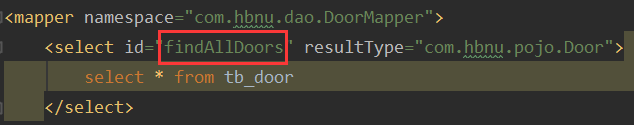 <mapper namespace="com.hbnu.dao.DoorMapper">
<select id="findAllDoors" resultType="com.hbnu.pojo.Door">
select * from tb_door
</select>